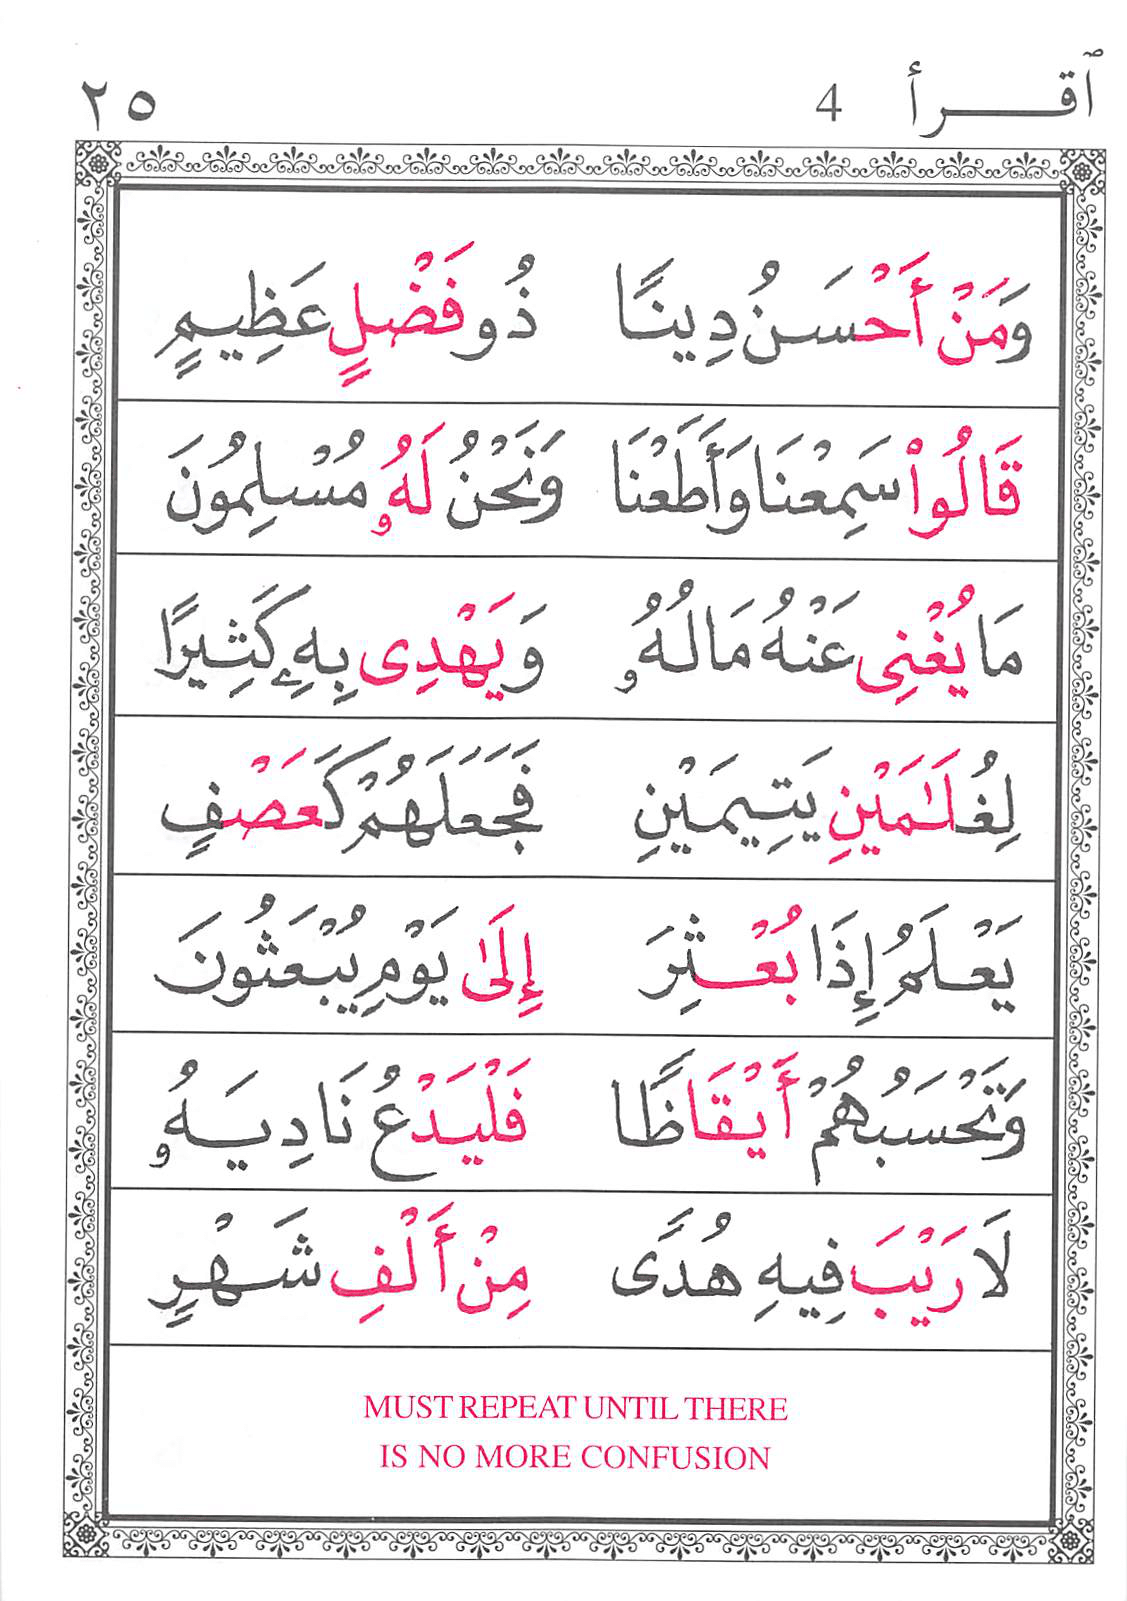 ٱقـــرأ 4 ٢٥
وَمَنْ أَحْسَنُ دِينًا ذُو فَضْلٍ عَظِيمٍ
قَالُوا۟ سَمِعْنَا وَأَطَعْنَا وَنَحْنُ لَهُۥ مُسْلِمُونَ
مَا يُغْنِى عَنْهُ مَالُهُۥ وَيَهْدِى بِهِۦ كَثِيرًا
لِغُلَـٰمَيْنِ يَتِيمَيْنِ فَجَعَلَهُمْ كَعَصْفٍ
يَعْلَمُ إِذَا بُعْثِرَ إِلَىٰ يَوْمِ يُبْعَثُونَ
وَتَحْسَبُهُمْ أَيْقَاظًا فَلْيَدْعُ نَادِيَهُۥ
لَا رَيْبَ فِيهِ هُدًى مِنْ أَلْفِ شَهْرٍ
MUST REPEAT UNTIL THERE
IS NO MORE CONFUSION